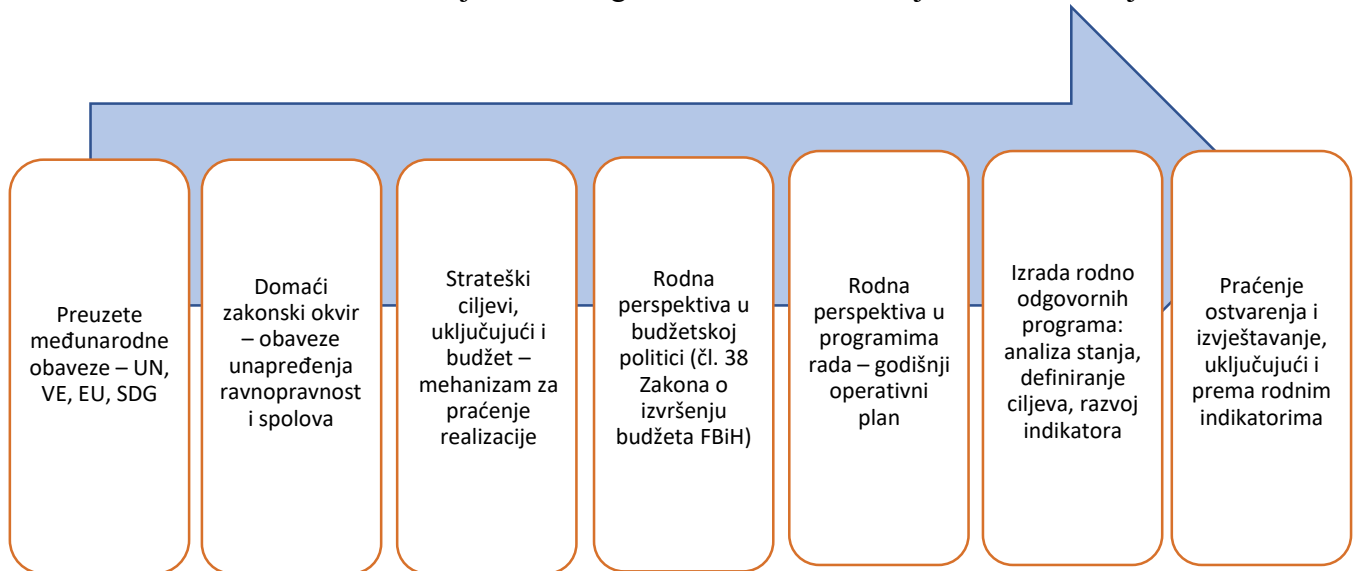 Preuzete
međunarodne
obaveze – UN,
VE, EU, SDG
Domaći
zakonski okvir
– obaveze
unapređenja
ravnopravnost
i spolova
Strateški
ciljevi,
uključujući i
budžet –
mehanizam za
praćenje
realizacije
Rodna
perspektiva u
budžetskoj
politici (čl. 38
Zakona o
izvršenju
budžeta FBiH)
Rodna
perspektiva u
programima
rada – godišnji
operativni
plan
Izrada rodno
odgovornih
programa:
analiza stanja,
definiranje
ciljeva, razvoj
indikatora
Praćenje
ostvarenja i
izvještavanje,
uključujući i
prema rodnim
indikatorima